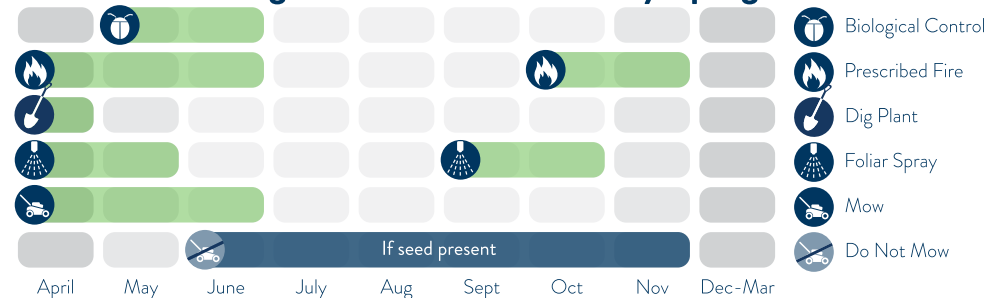 Biological Control
Prescribed Fire
Dig Plant
Foliar Spray
Mow
If seed present
Do Not Mow
April May June July Aug Sept Oct Nov Dec-Mar